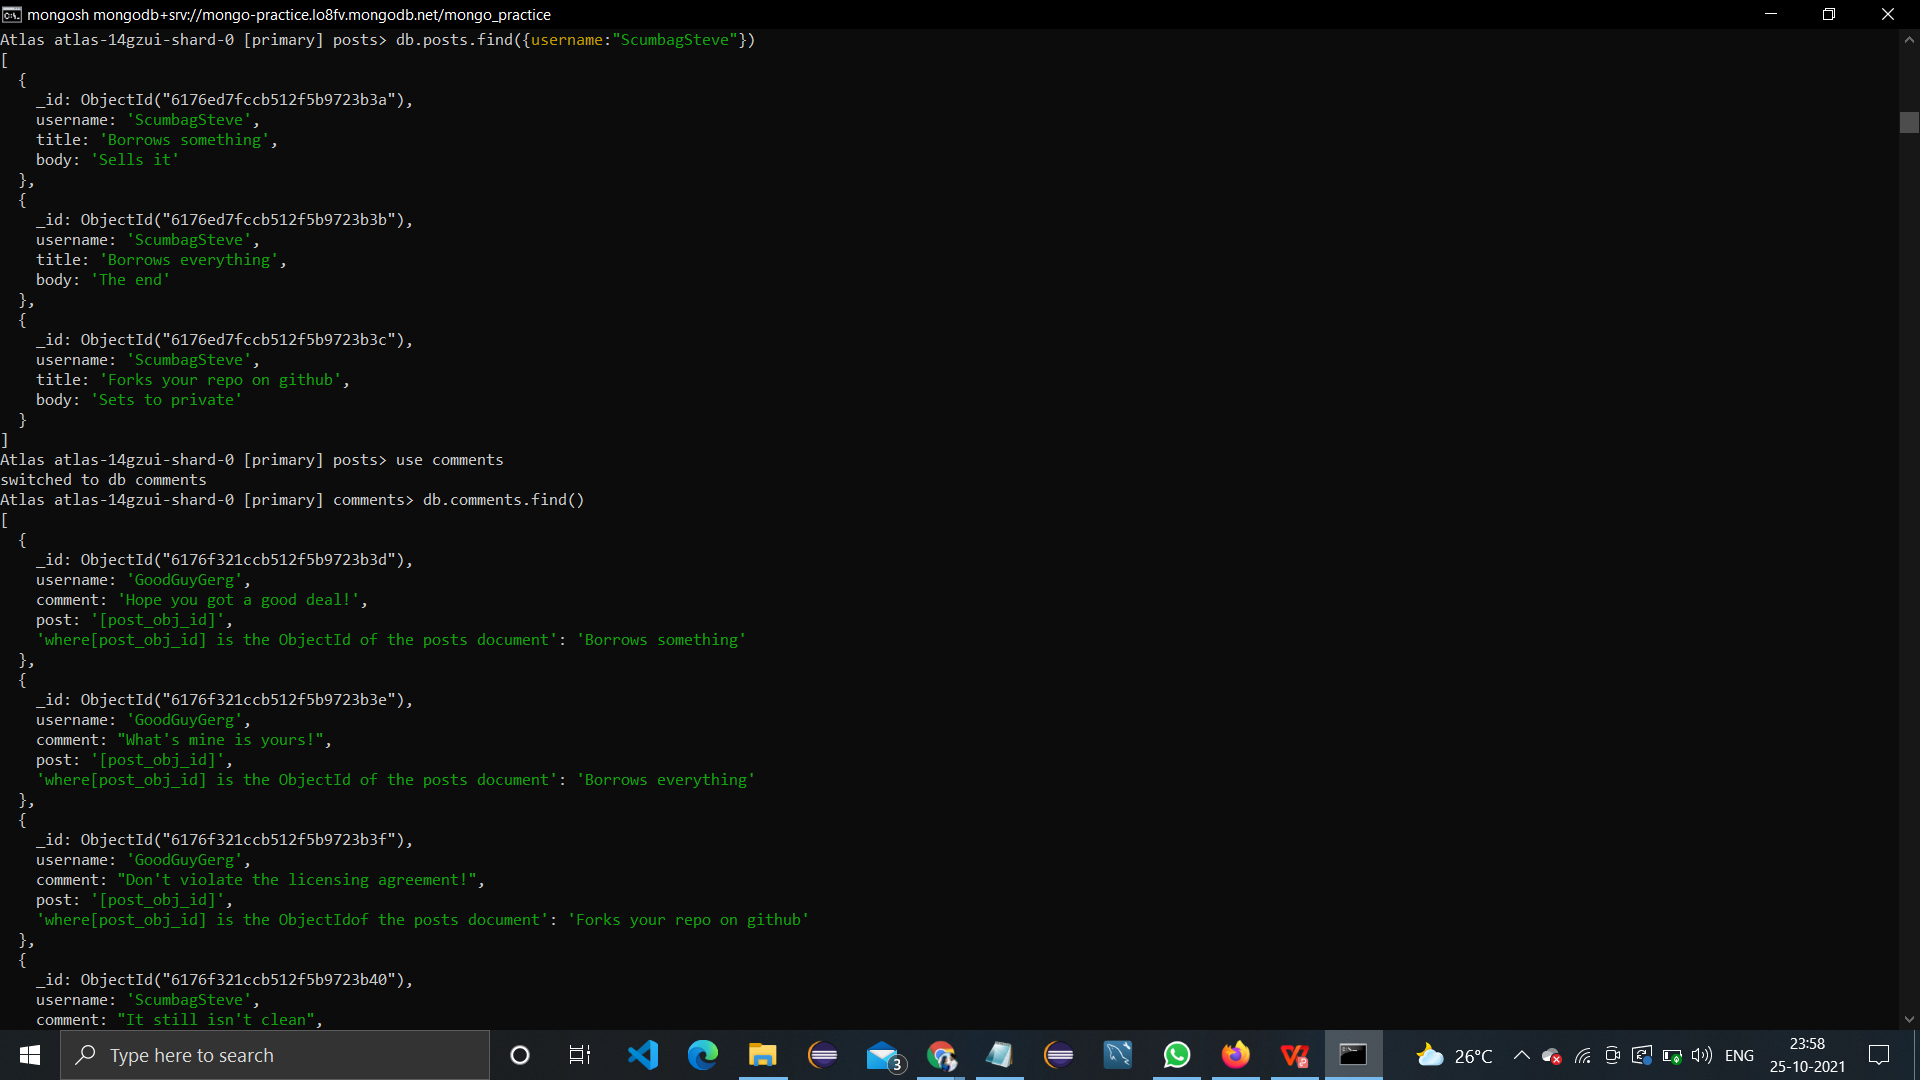 mongosh mongodb+srv://mongo-practice.lo8fv.mongodb.net/mongo_practice
Atlas atlas-14gzui-shard-0 [primary] posts> db.posts.find({username:"ScumbagSteve"})
[
  {
    _id: ObjectId("6176ed7fccb512f5b9723b3a"),
    username: 'ScumbagSteve',
    title: 'Borrows something',
    body: 'Sells it'
  },
  {
    _id: ObjectId("6176ed7fccb512f5b9723b3b"),
    username: 'ScumbagSteve',
    title: 'Borrows everything',
    body: 'The end'
  },
  {
    _id: ObjectId("6176ed7fccb512f5b9723b3c"),
    username: 'ScumbagSteve',
    title: 'Forks your repo on github',
    body: 'Sets to private'
  }
]
Atlas atlas-14gzui-shard-0 [primary] posts> use comments
switched to db comments
Atlas atlas-14gzui-shard-0 [primary] comments> db.comments.find()
[
  {
    _id: ObjectId("6176f321ccb512f5b9723b3d"),
    username: 'GoodGuyGerg',
    comment: 'Hope you got a good deal!',
    post: '[post_obj_id]',
    'where[post_obj_id] is the ObjectId of the posts document': 'Borrows something'
  },
  {
    _id: ObjectId("6176f321ccb512f5b9723b3e"),
    username: 'GoodGuyGerg',
    comment: "What's mine is yours!",
    post: '[post_obj_id]',
    'where[post_obj_id] is the ObjectId of the posts document': 'Borrows everything'
  },
  {
    _id: ObjectId("6176f321ccb512f5b9723b3f"),
    username: 'GoodGuyGerg',
    comment: "Don't violate the licensing agreement!",
    post: '[post_obj_id]',
    'where[post_obj_id] is the ObjectIdof the posts document': 'Forks your repo on github'
  },
  {
    _id: ObjectId("6176f321ccb512f5b9723b40"),
    username: 'ScumbagSteve',
    comment: "It still isn't clean",
Type here to search
3
26°C
ENG
23:58
25-10-2021